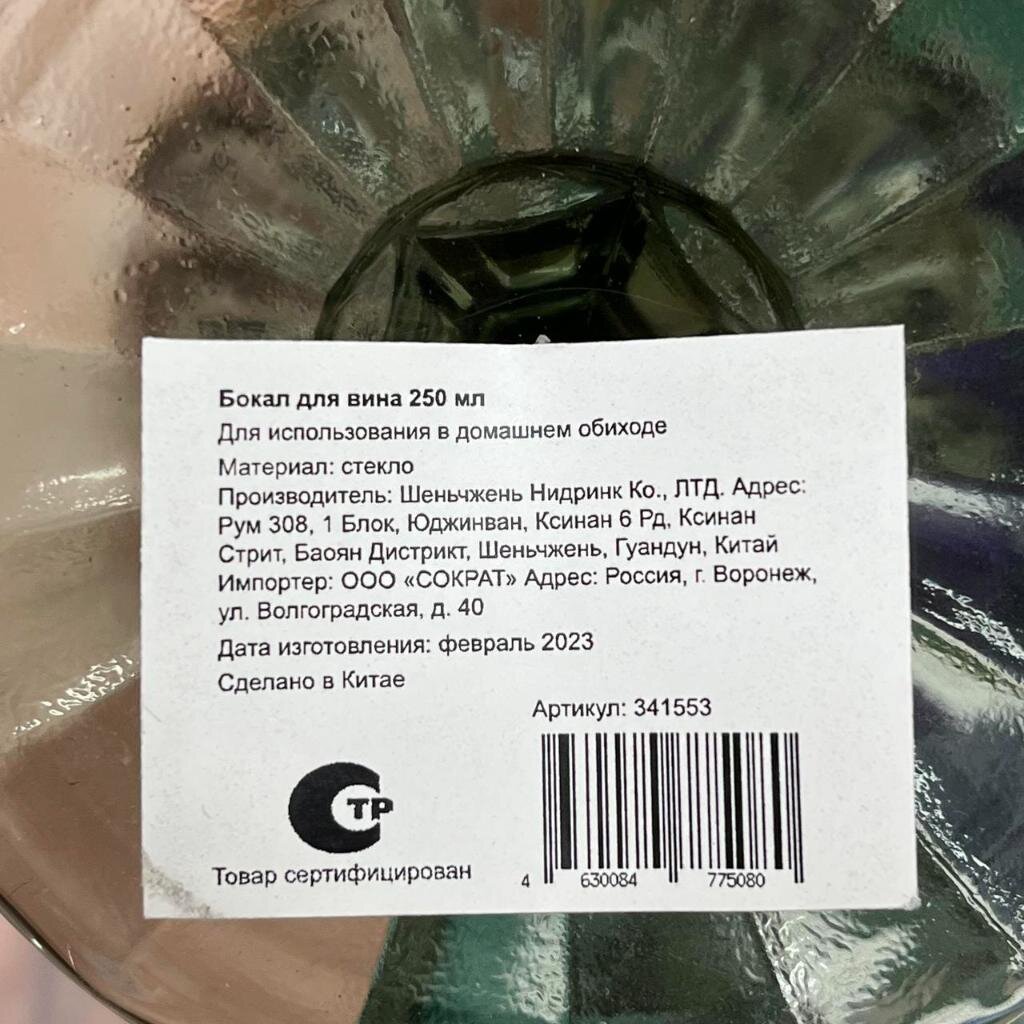 Бокал для вина 250 мл
Для использования в домашнем обиходе
Материал: стекло
Производитель: Шеньчжень Нидринк Ко., ЛТД. Адрес:
Рум 308, 1 Блок, Юджинван, Ксинан 6 Рд, Ксинан
Стрит, Баоян Дистрикт, Шеньчжень, Гуандун, Китай
Импортер: ООО «СОКРАТ» Адрес: Россия, г. Воронеж,
ул. Волгоградская, д. 40
Дата изготовления: февраль 2023
Сделано в Китае
Артикул: 341553
СТР
Товар сертифицирован
4 630084 775080